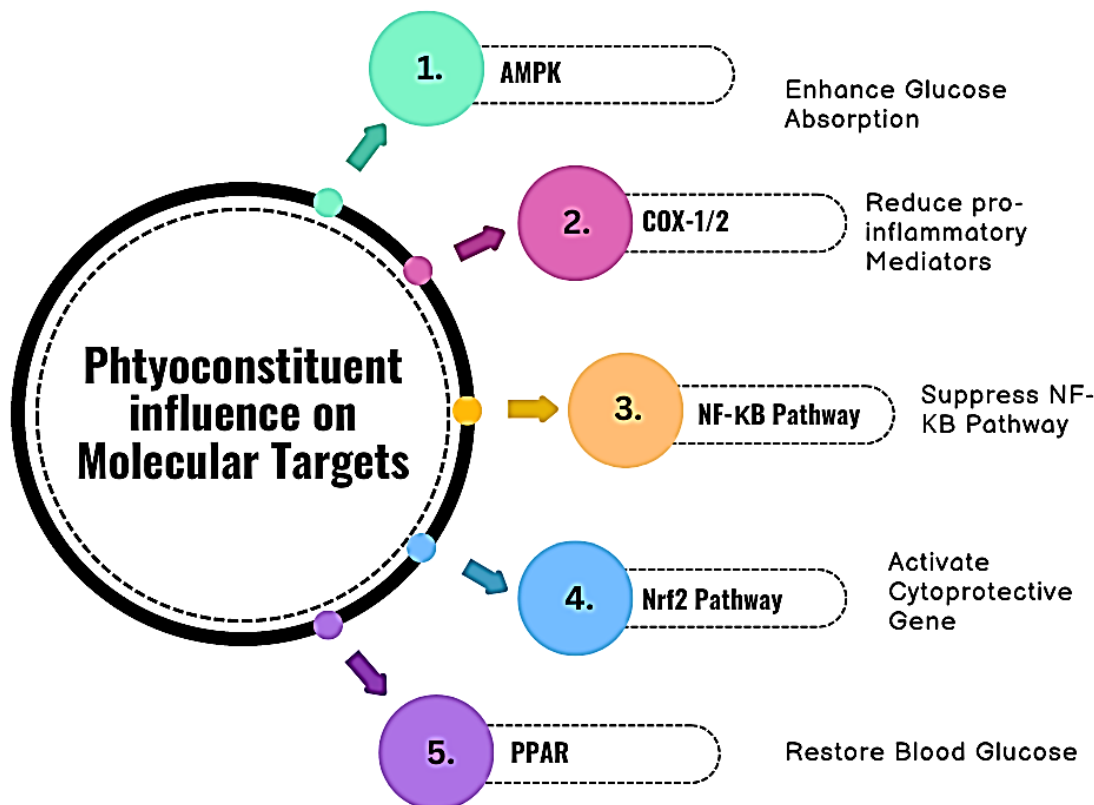 Phtyoconstituent
influence on
Molecular Targets
1.
AMPK
Enhance Glucose
Absorption
2.
COX-1/2
Reduce pro-
inflammatory
Mediators
3.
NF-κB Pathway
Suppress NF-
KB Pathway
4.
Nrf2 Pathway
Activate
Cytoprotective
Gene
5.
PPAR
Restore Blood Glucose